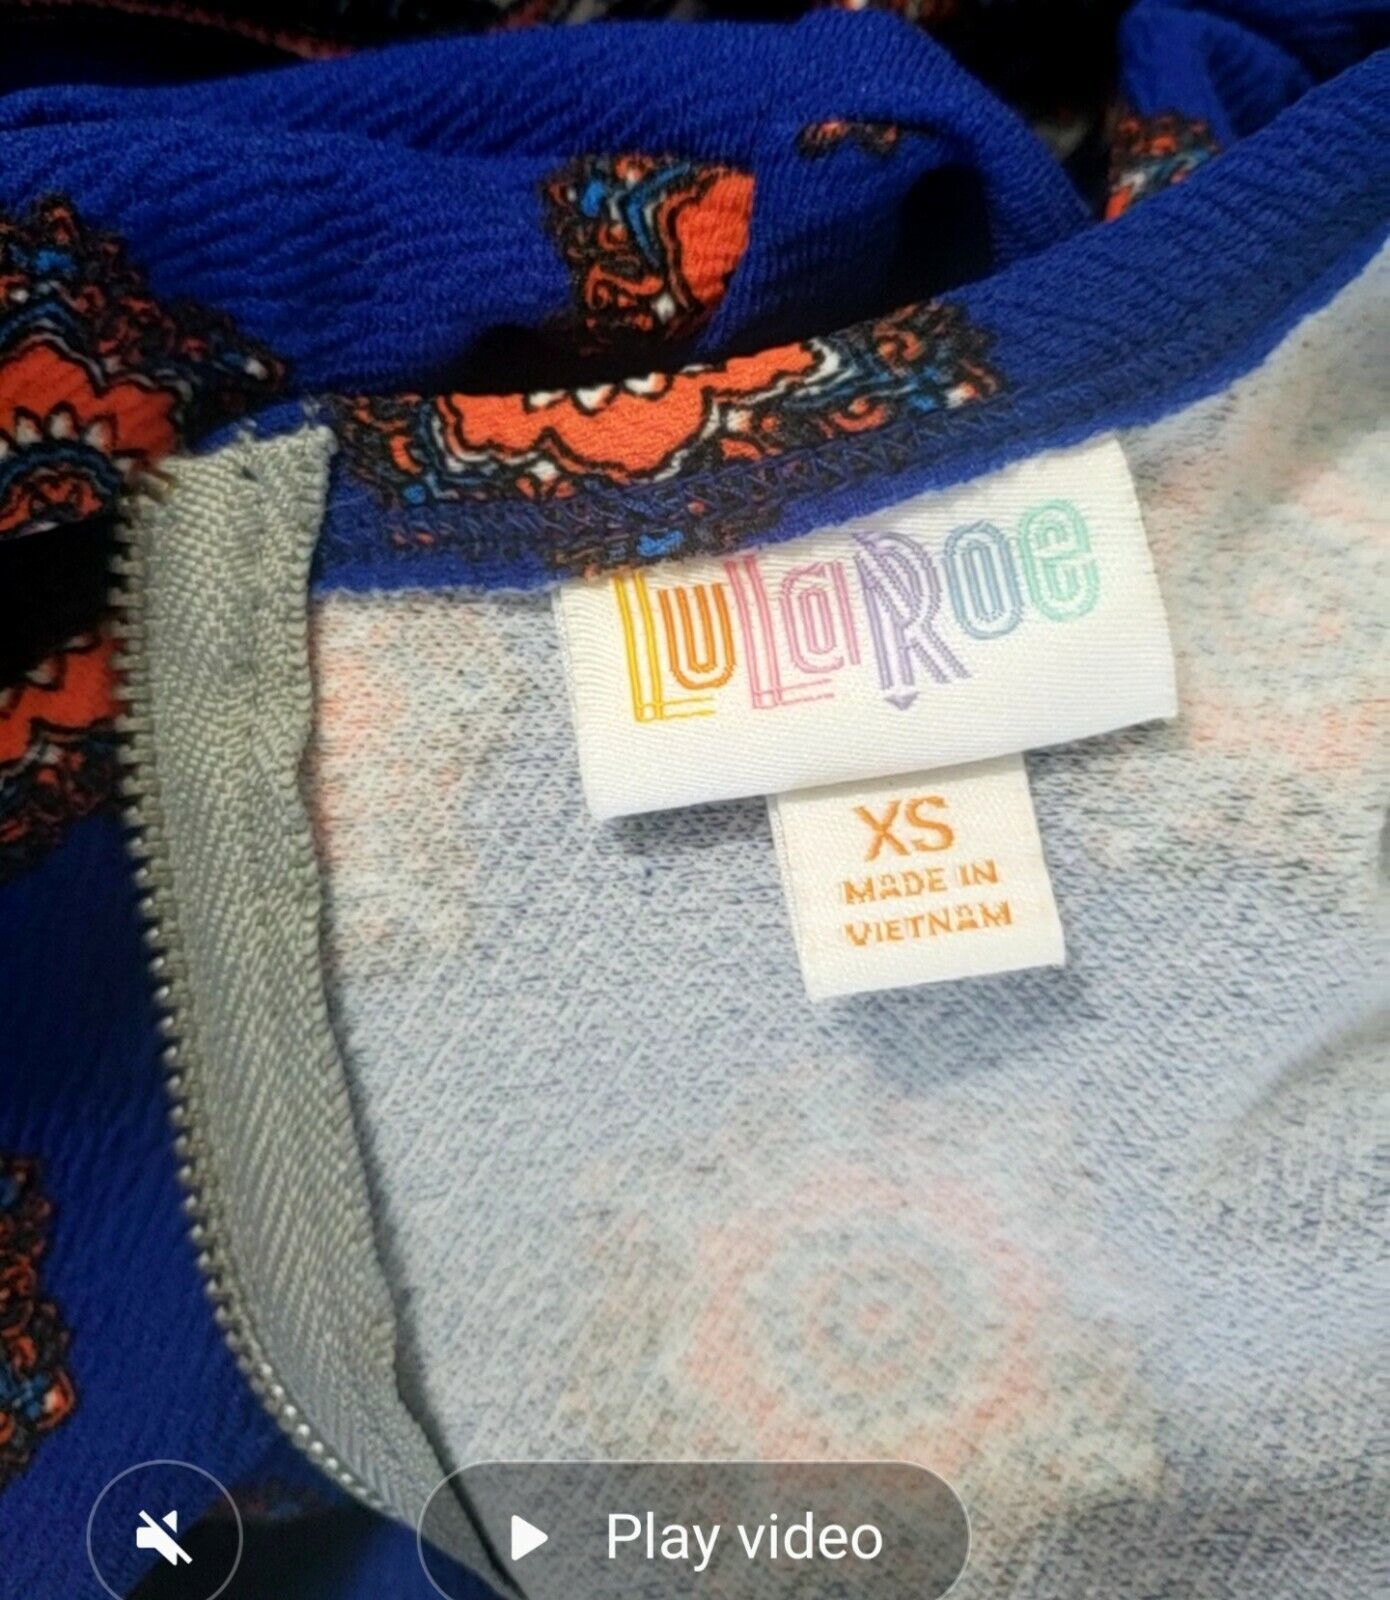 LuLaRoe
XS
MADE IN
VIETNAM
Play video